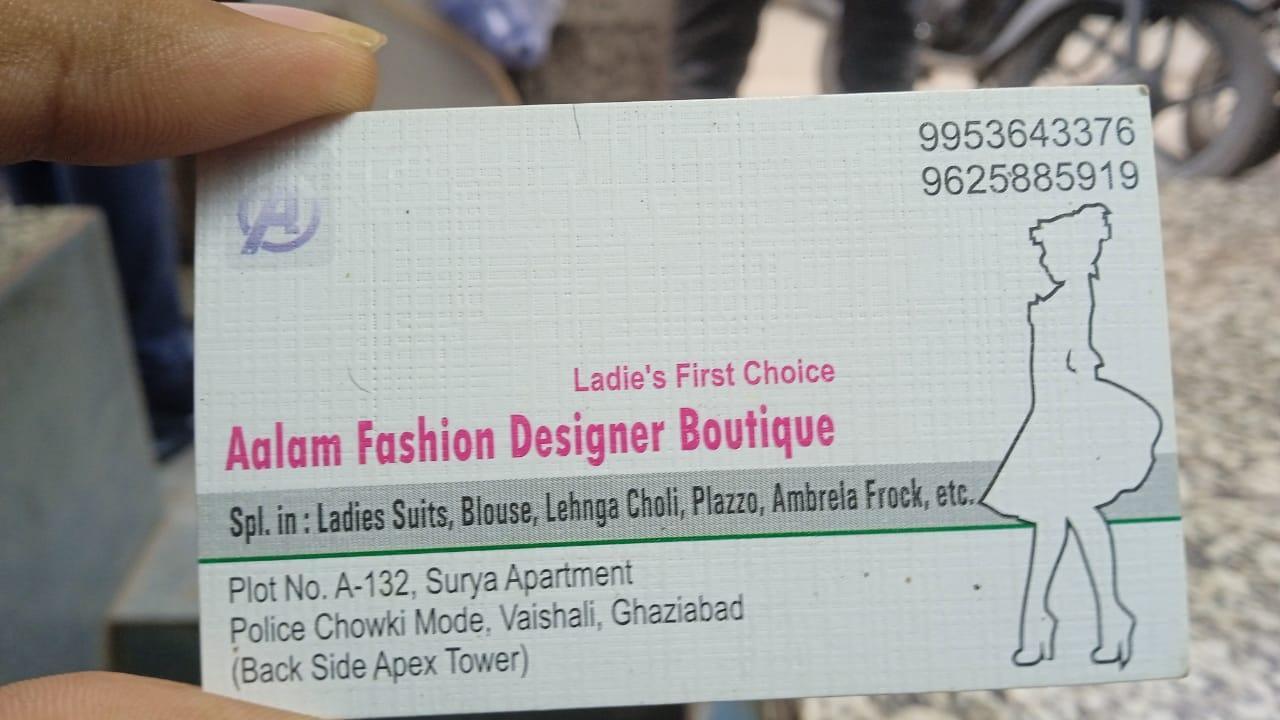 9953643376
9625885919
A
Ladie's First Choice
Aalam Fashion Designer Boutique
Spl. in : Ladies Suits, Blouse, Lehnga Choli, Plazzo, Ambrela Frock, etc.
Plot No. A-132, Surya Apartment
Police Chowki Mode, Vaishali, Ghaziabad
(Back Side Apex Tower)